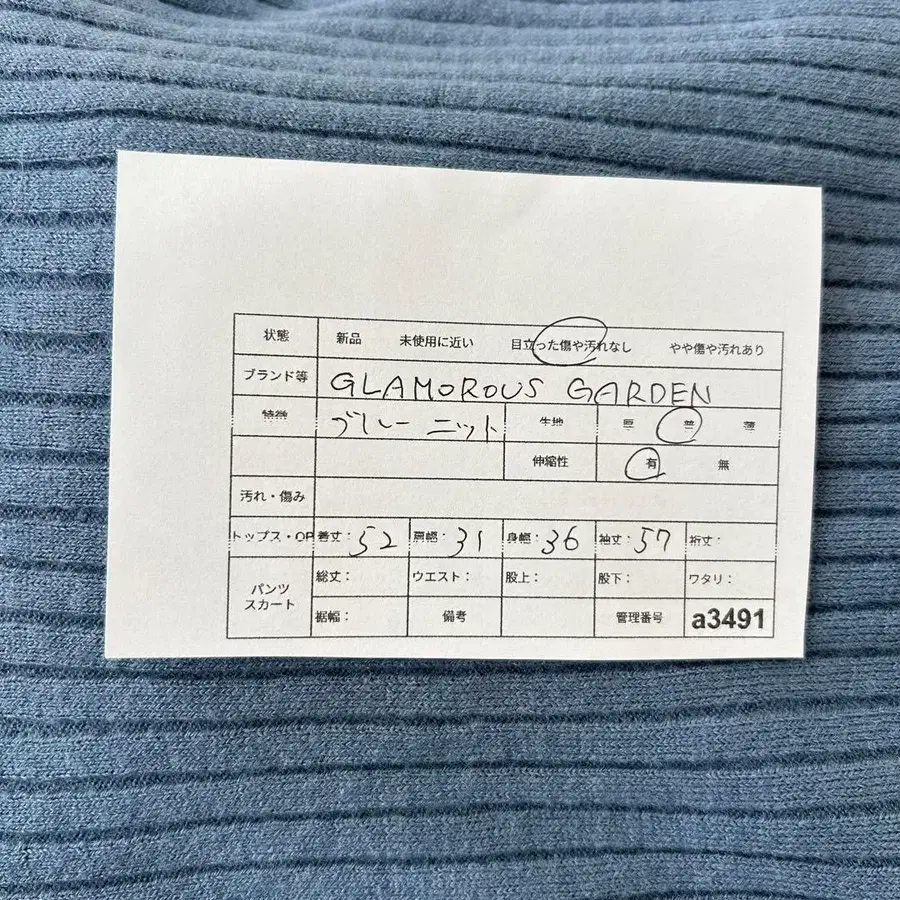 状態 新品 未使用に近い 目立った傷や汚れなし やや傷や汚れあり
ブランド等 GLAMOROUS GARDEN
特徴 ブルー ニット 生地 厚 普 薄
伸縮性 有 無
汚れ・傷み
トップス・OP 着丈: 52 肩幅: 31 身幅: 36 袖丈: 57 裄丈:
パンツ スカート 総丈: ウエスト: 股上: 股下: ワタリ:
裾幅: 備考 管理番号 a3491